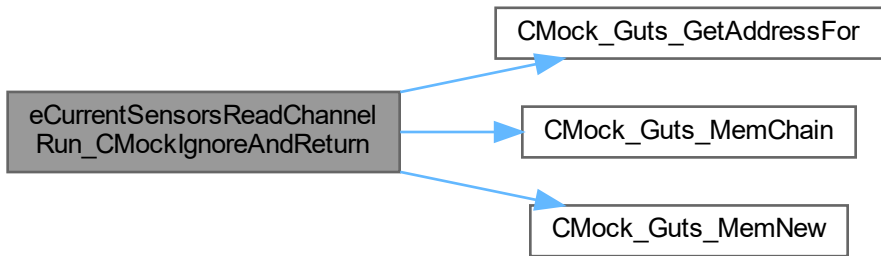 CMock_Guts_GetAddressFor
eCurrentSensorsReadChannel
Run_CMockIgnoreAndReturn
CMock_Guts_MemChain
CMock_Guts_MemNew